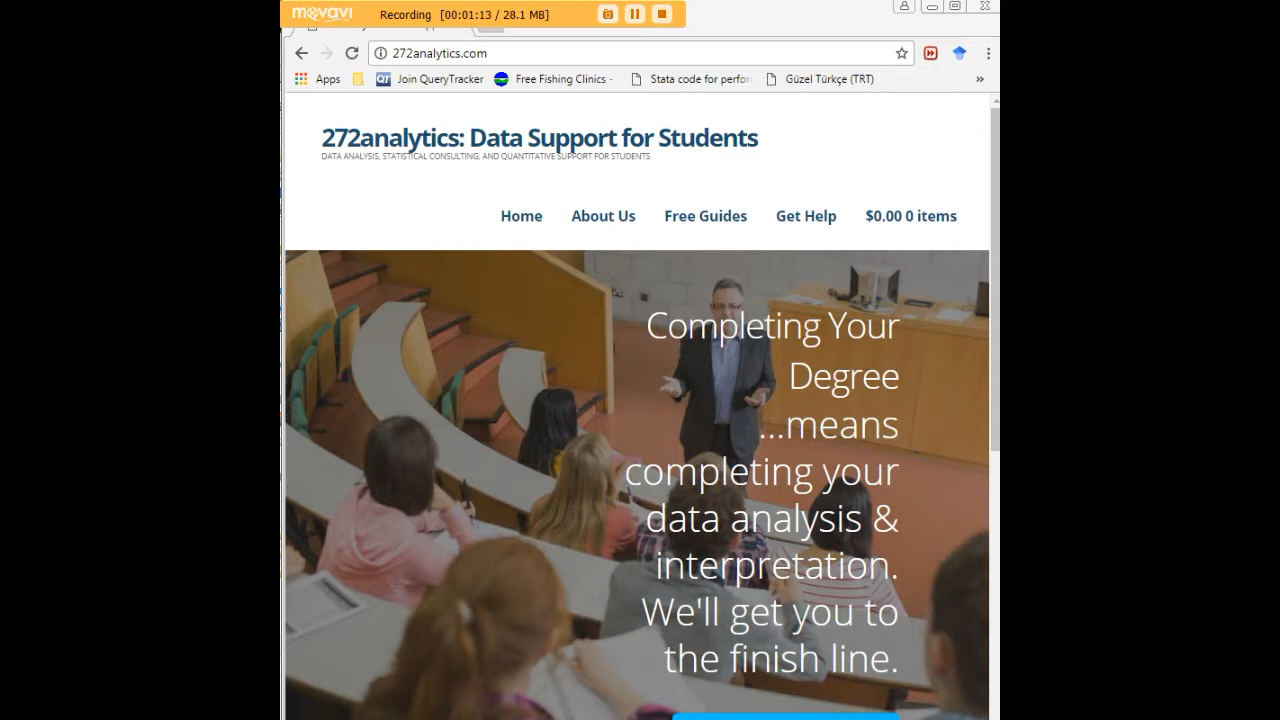 movavi Recording [00:01:13 / 28.1 MB]
272analytics.com
Apps QT Join QueryTracker Free Fishing Clinics - Stata code for perfon Güzel Türkçe (TRT) »
272analytics: Data Support for Students
DATA ANALYSIS, STATISTICAL CONSULTING, AND QUANTITATIVE SUPPORT FOR STUDENTS
Home About Us Free Guides Get Help $0.00 0 items
Completing Your
Degree
...means
completing your
data analysis &
interpretation.
We'll get you to
the finish line.